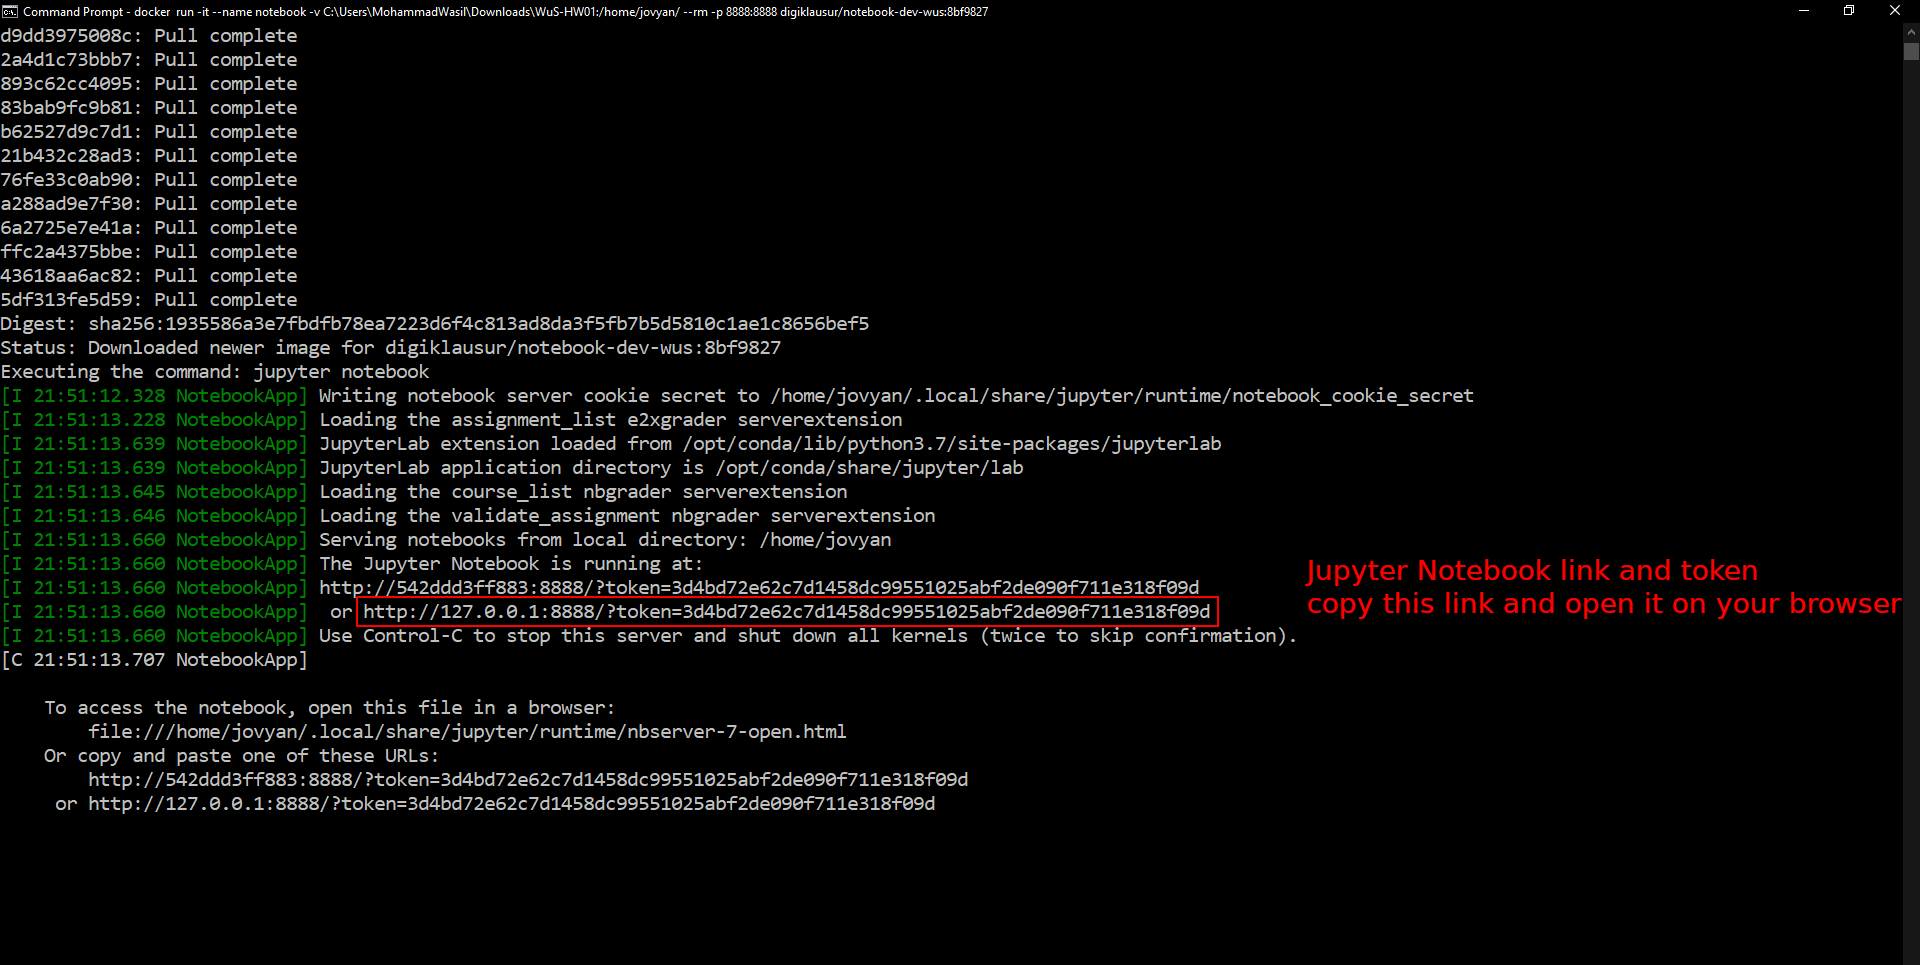 Command Prompt - docker run -it --name notebook -v C:\Users\MohammadWasil\Downloads\WuS-HW01:/home/jovyan/ --rm -p 8888:8888 digiklausur/notebook-dev-wus:8bf9827
d9dd3975008c: Pull complete
2a4d1c73bbb7: Pull complete
893c62cc4095: Pull complete
83bab9fc9b81: Pull complete
b62527d9c7d1: Pull complete
21b432c28ad3: Pull complete
76fe33c0ab90: Pull complete
a288ad9e7f30: Pull complete
6a2725e7e41a: Pull complete
ffc2a4375bbe: Pull complete
43618aa6ac82: Pull complete
5df313fe5d59: Pull complete
Digest: sha256:1935586a3e7fbdfb78ea7223d6f4c813ad8da3f5fb7b5d5810c1ae1c8656bef5
Status: Downloaded newer image for digiklausur/notebook-dev-wus:8bf9827
Executing the command: jupyter notebook
[I 21:51:12.328 NotebookApp] Writing notebook server cookie secret to /home/jovyan/.local/share/jupyter/runtime/notebook_cookie_secret
[I 21:51:13.228 NotebookApp] Loading the assignment_list e2xgrader serverextension
[I 21:51:13.639 NotebookApp] JupyterLab extension loaded from /opt/conda/lib/python3.7/site-packages/jupyterlab
[I 21:51:13.639 NotebookApp] JupyterLab application directory is /opt/conda/share/jupyter/lab
[I 21:51:13.645 NotebookApp] Loading the course_list nbgrader serverextension
[I 21:51:13.646 NotebookApp] Loading the validate_assignment nbgrader serverextension
[I 21:51:13.660 NotebookApp] Serving notebooks from local directory: /home/jovyan
[I 21:51:13.660 NotebookApp] The Jupyter Notebook is running at:
[I 21:51:13.660 NotebookApp] http://542ddd3ff883:8888/?token=3d4bd72e62c7d1458dc99551025abf2de090f711e318f09d
[I 21:51:13.660 NotebookApp]  or http://127.0.0.1:8888/?token=3d4bd72e62c7d1458dc99551025abf2de090f711e318f09d
Jupyter Notebook link and token
copy this link and open it on your browser
[I 21:51:13.660 NotebookApp] Use Control-C to stop this server and shut down all kernels (twice to skip confirmation).
[C 21:51:13.707 NotebookApp]
To access the notebook, open this file in a browser:
file:///home/jovyan/.local/share/jupyter/runtime/nbserver-7-open.html
Or copy and paste one of these URLs:
http://542ddd3ff883:8888/?token=3d4bd72e62c7d1458dc99551025abf2de090f711e318f09d
or http://127.0.0.1:8888/?token=3d4bd72e62c7d1458dc99551025abf2de090f711e318f09d